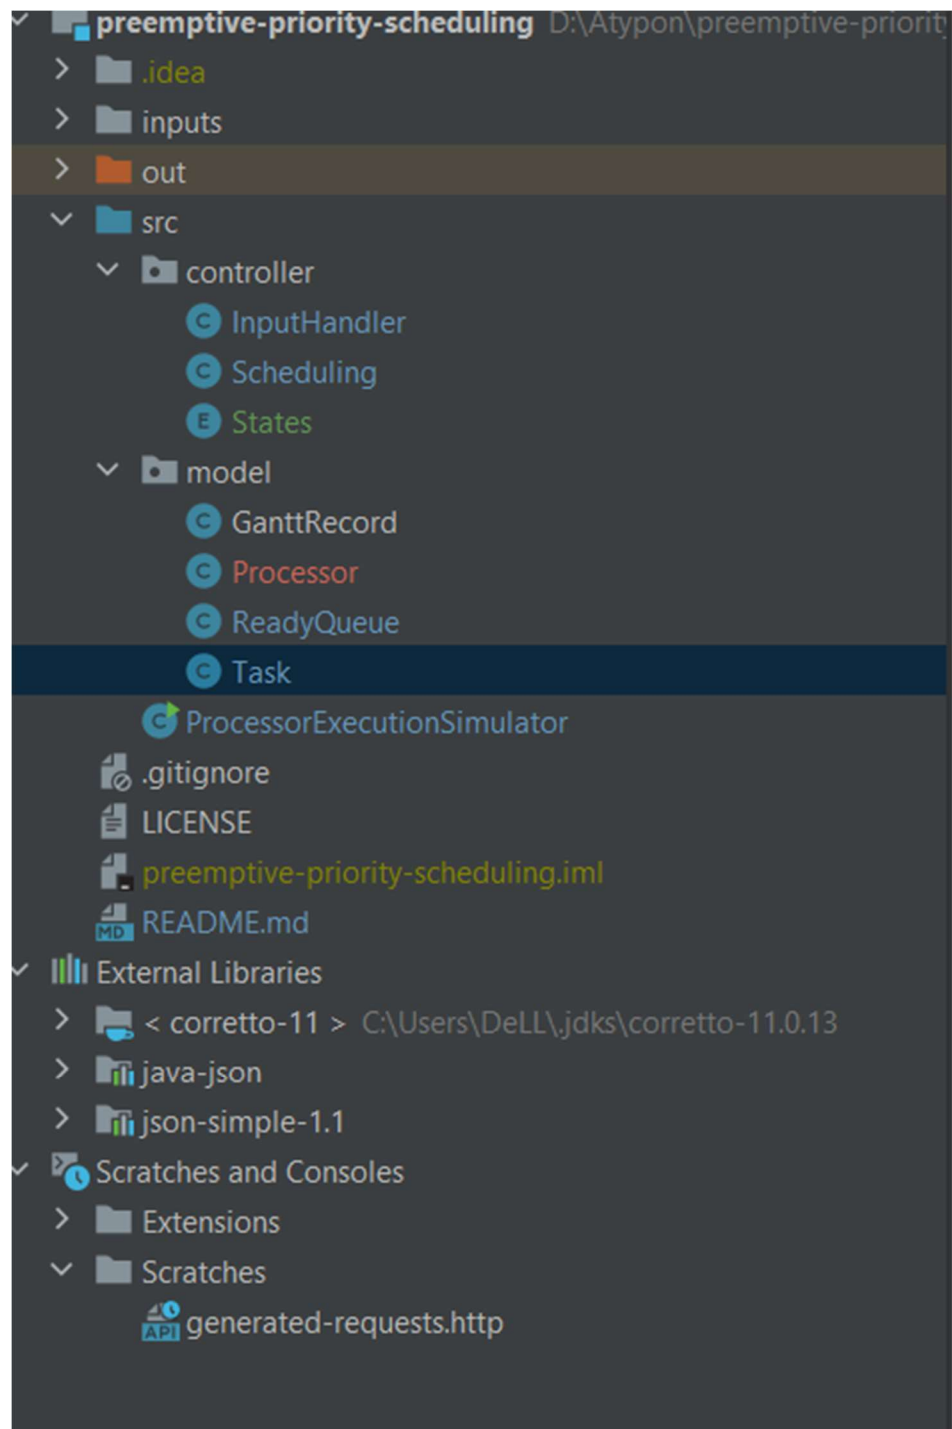 preemptive-priority-scheduling D:\Atypon\preemptive-priorit
.idea
inputs
out
src
controller
C InputHandler
C Scheduling
E States
model
C GanttRecord
C Processor
C ReadyQueue
C Task
C ProcessorExecutionSimulator
.gitignore
LICENSE
preemptive-priority-scheduling.iml
MD README.md
External Libraries
< corretto-11 > C:\Users\DeLL\.jdks\corretto-11.0.13
java-json
json-simple-1.1
Scratches and Consoles
Extensions
Scratches
API generated-requests.http